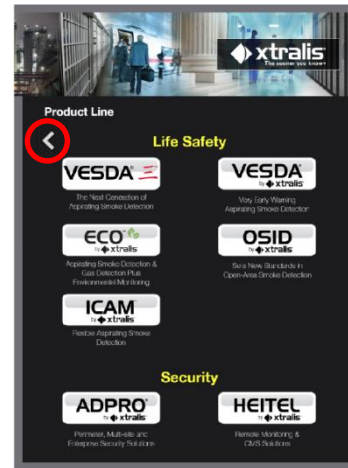 xtralis
The sooner you know
Product Line
Life Safety
VESDA E
VESDA
by xtralis
The Next Generation of
Aspirating Smoke Detection
Very Early Warning
Aspirating Smoke Detection
ECO
by xtralis
OSID
by xtralis
Aspirating Smoke Detection &
Gas Detection Plus
Environmental Monitoring
Sets New Standards in
Open-Area Smoke Detection
ICAM
by xtralis
Flexible Aspirating Smoke
Detection
Security
ADPRO
by xtralis
HEITEL
by xtralis
Perimeter, Multi-site and
Enterprise Security Solutions
Remote Monitoring &
CMS Solutions